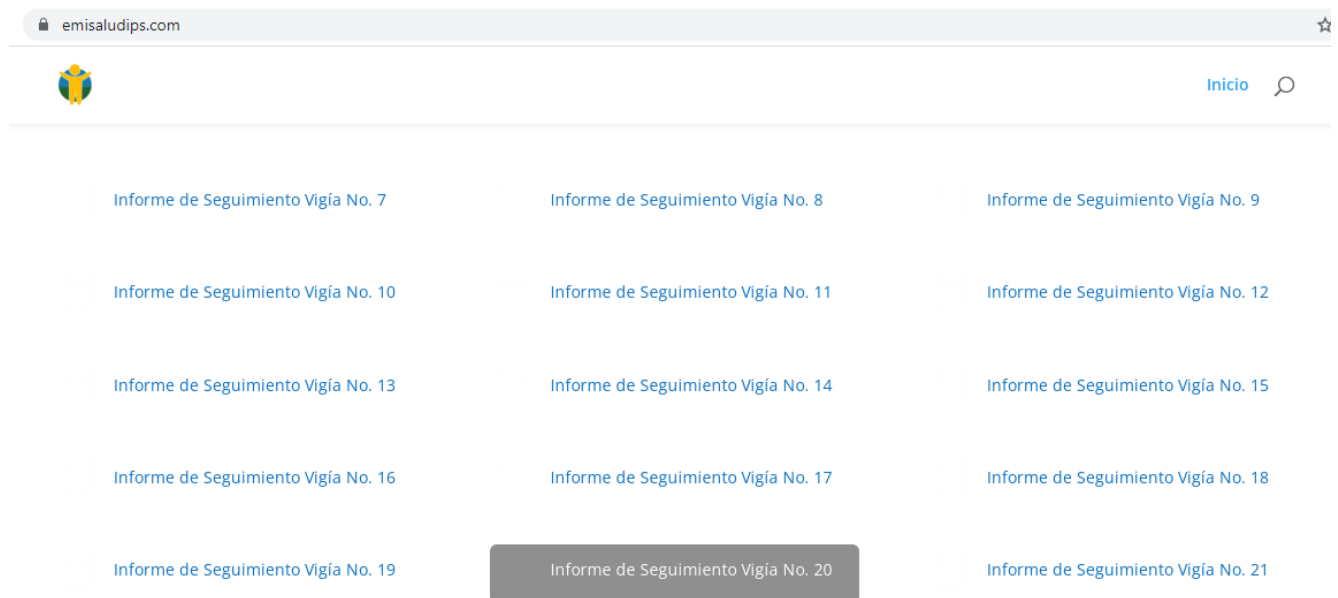 emisaludips.com
Inicio
Informe de Seguimiento Vigía No. 7
Informe de Seguimiento Vigía No. 8
Informe de Seguimiento Vigía No. 9
Informe de Seguimiento Vigía No. 10
Informe de Seguimiento Vigía No. 11
Informe de Seguimiento Vigía No. 12
Informe de Seguimiento Vigía No. 13
Informe de Seguimiento Vigía No. 14
Informe de Seguimiento Vigía No. 15
Informe de Seguimiento Vigía No. 16
Informe de Seguimiento Vigía No. 17
Informe de Seguimiento Vigía No. 18
Informe de Seguimiento Vigía No. 19
Informe de Seguimiento Vigía No. 20
Informe de Seguimiento Vigía No. 21